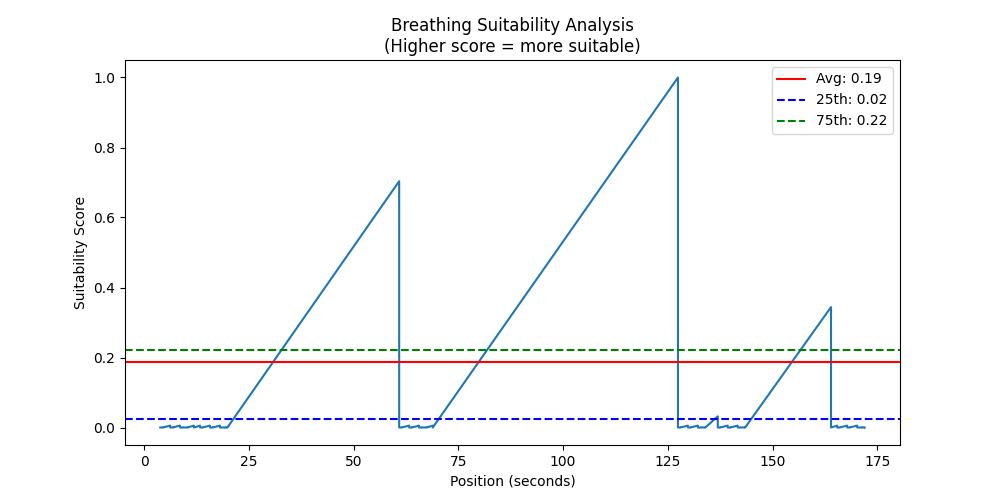 Breathing Suitability Analysis
(Higher score = more suitable)
Avg: 0.19
25th: 0.02
75th: 0.22
Suitability Score
1.0
0.8
0.6
0.4
0.2
0.0
0 25 50 75 100 125 150 175
Position (seconds)